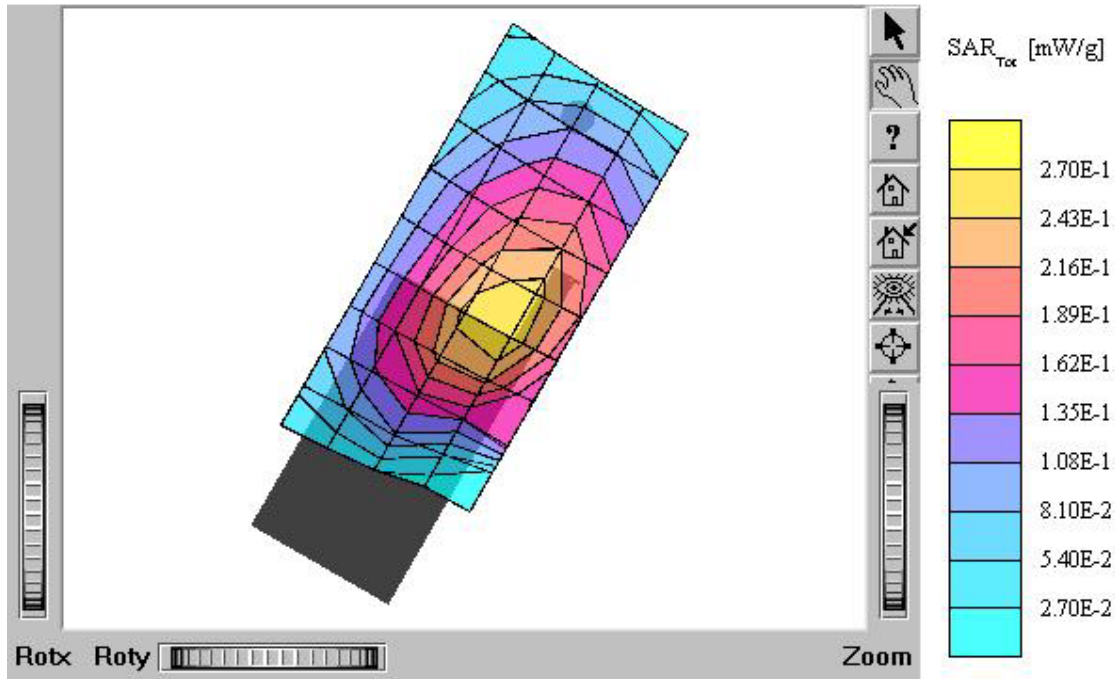 SARTot [mW/g]
?
2.70E-1
2.43E-1
2.16E-1
1.89E-1
1.62E-1
1.35E-1
1.08E-1
8.10E-2
5.40E-2
2.70E-2
Rotx Roty Zoom